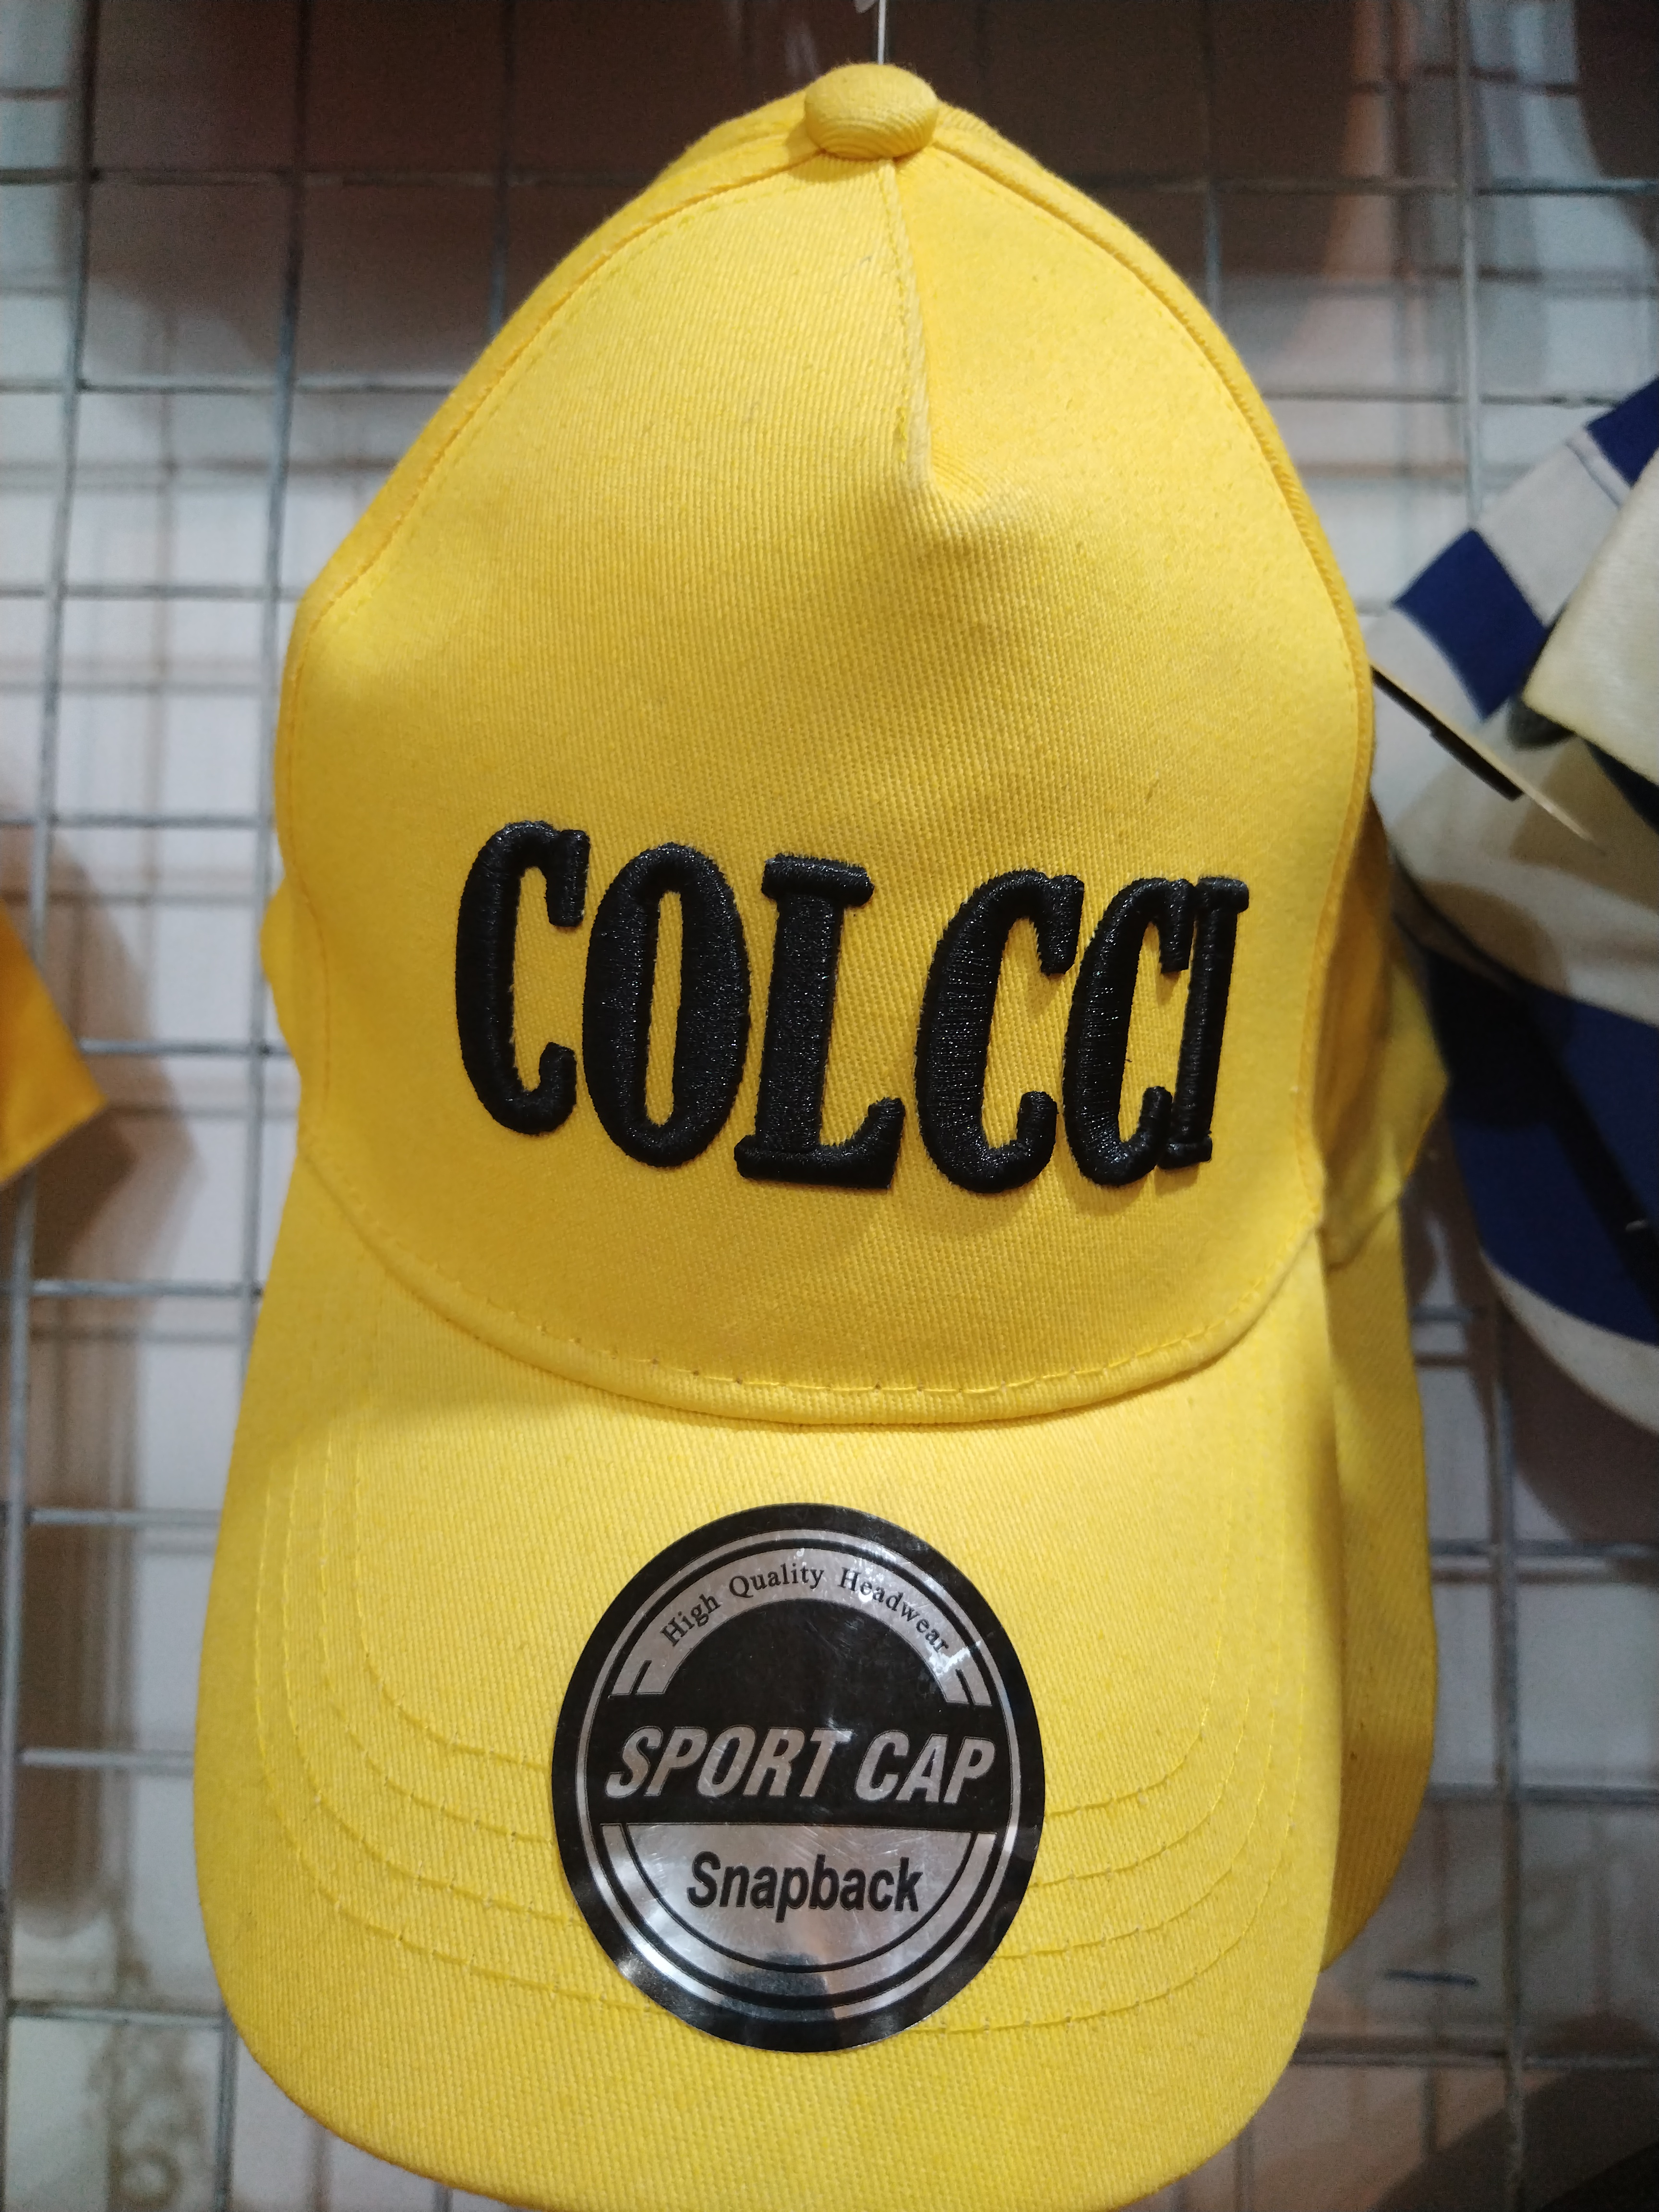 COLCCI
High Quality Headwear
SPORT CAP
Snapback